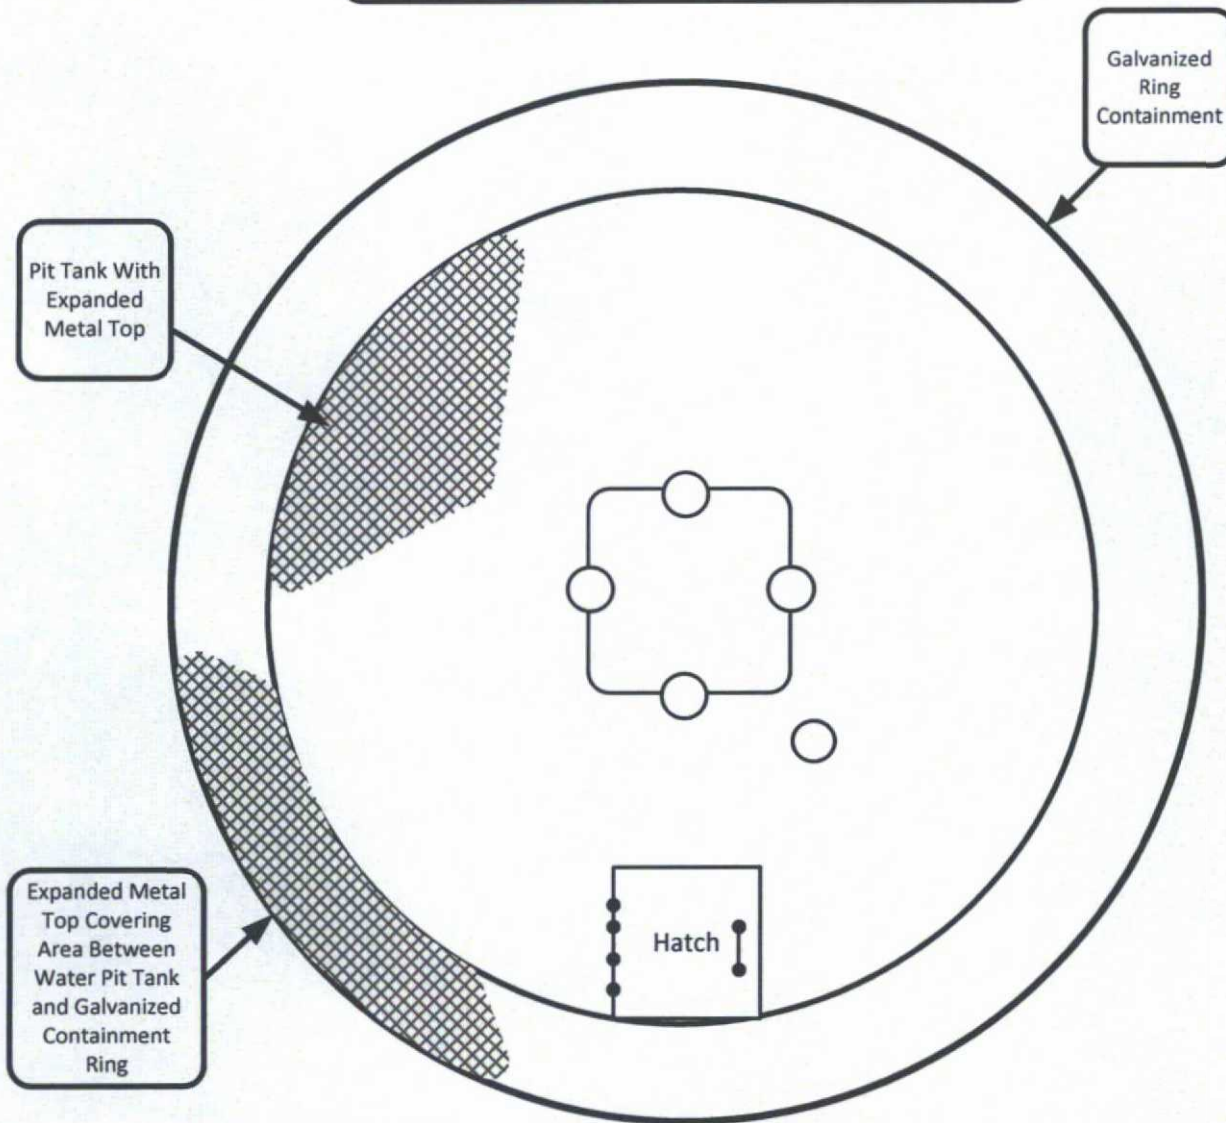 Galvanized
Ring
Containment
Pit Tank With
Expanded
Metal Top
Expanded Metal
Top Covering
Area Between
Water Pit Tank
and Galvanized
Containment
Ring
Hatch